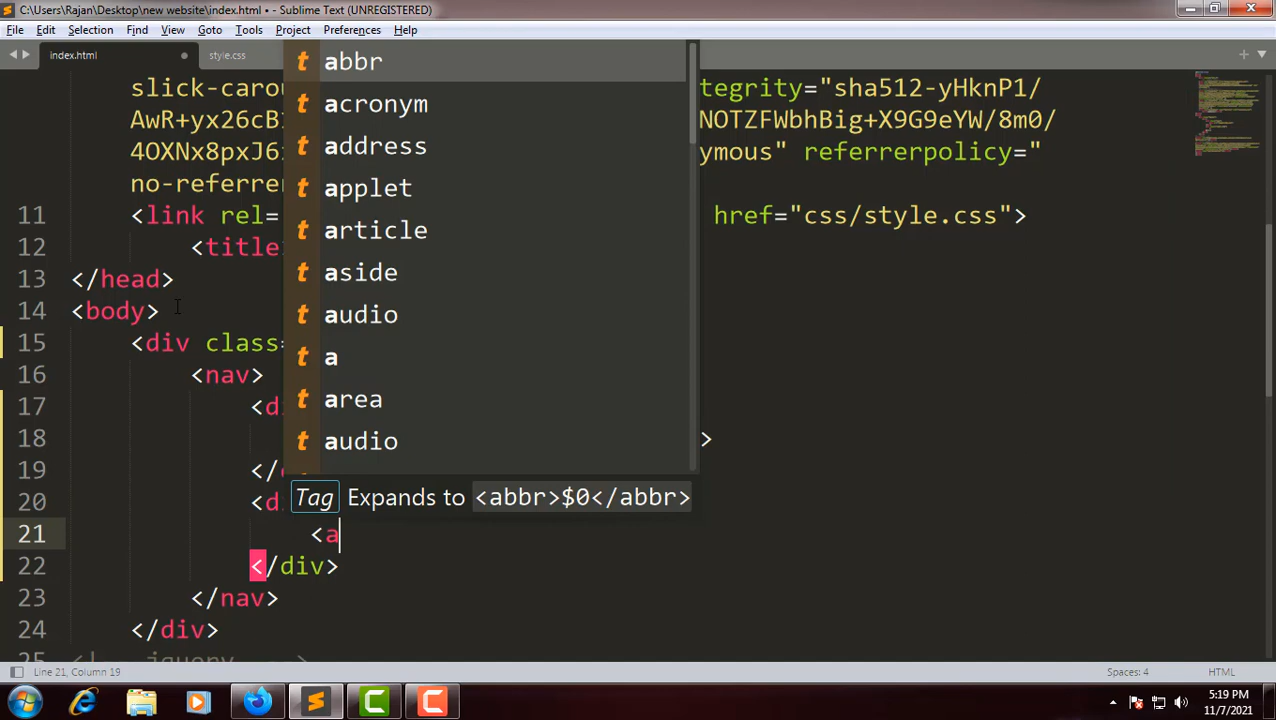 C:\Users\Rajan\Desktop\new website\index.html • - Sublime Text (UNREGISTERED)
File Edit Selection Find View Goto Tools Project Preferences Help
index.html style.css
abbr
slick-carou tegrity="sha512-yHknP1/
acronym
AwR+yx26cB NOTZFWbhBig+X9G9eYW/8m0/
address
4OXNx8pxJ6 ymous" referrerpolicy="
applet
no-referre
11 <link rel= href="css/style.css">
article
12 <title
aside
13 </head>
14 <body>
audio
15 <div class=
a
16 <nav>
area
17 <di
18 >
audio
19 </
20 <di
Tag Expands to <abbr>$0</abbr>
21 <a
22 </div>
23 </nav>
24 </div>
25 jquery
Line 21, Column 19 Spaces: 4 HTML
5:19 PM
11/7/2021